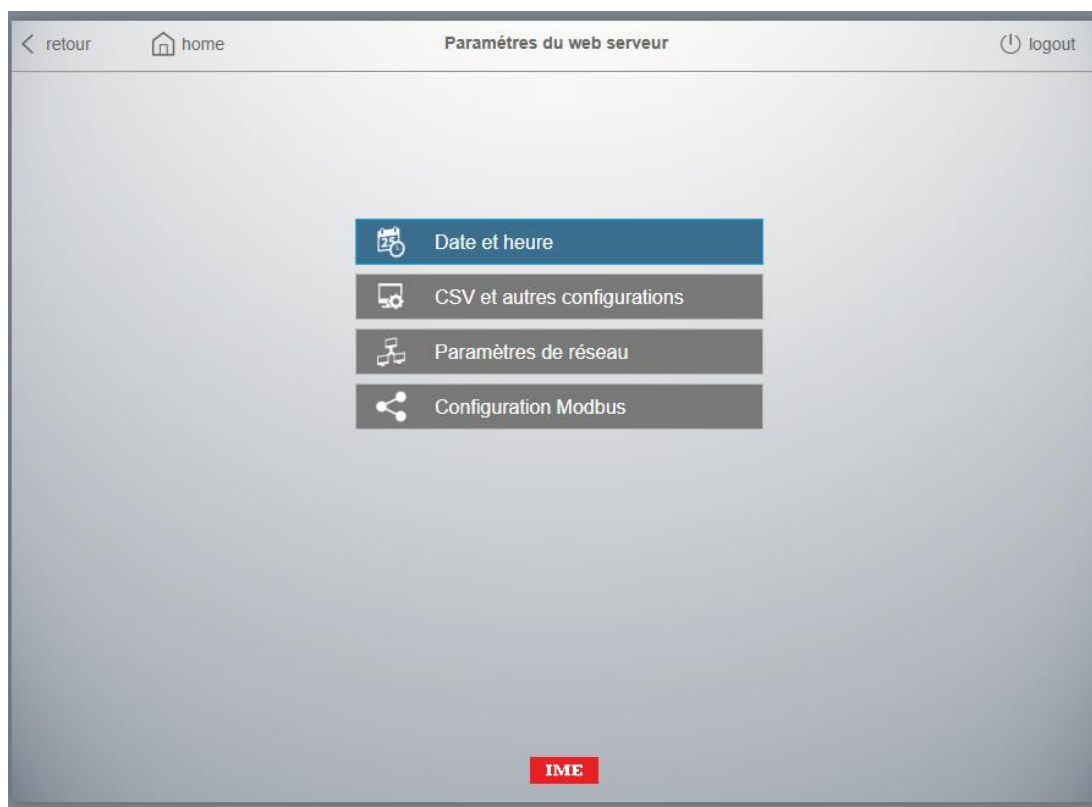 retour
home
Paramétres du web serveur
logout
25
Date et heure
CSV et autres configurations
Paramètres de réseau
Configuration Modbus
IME